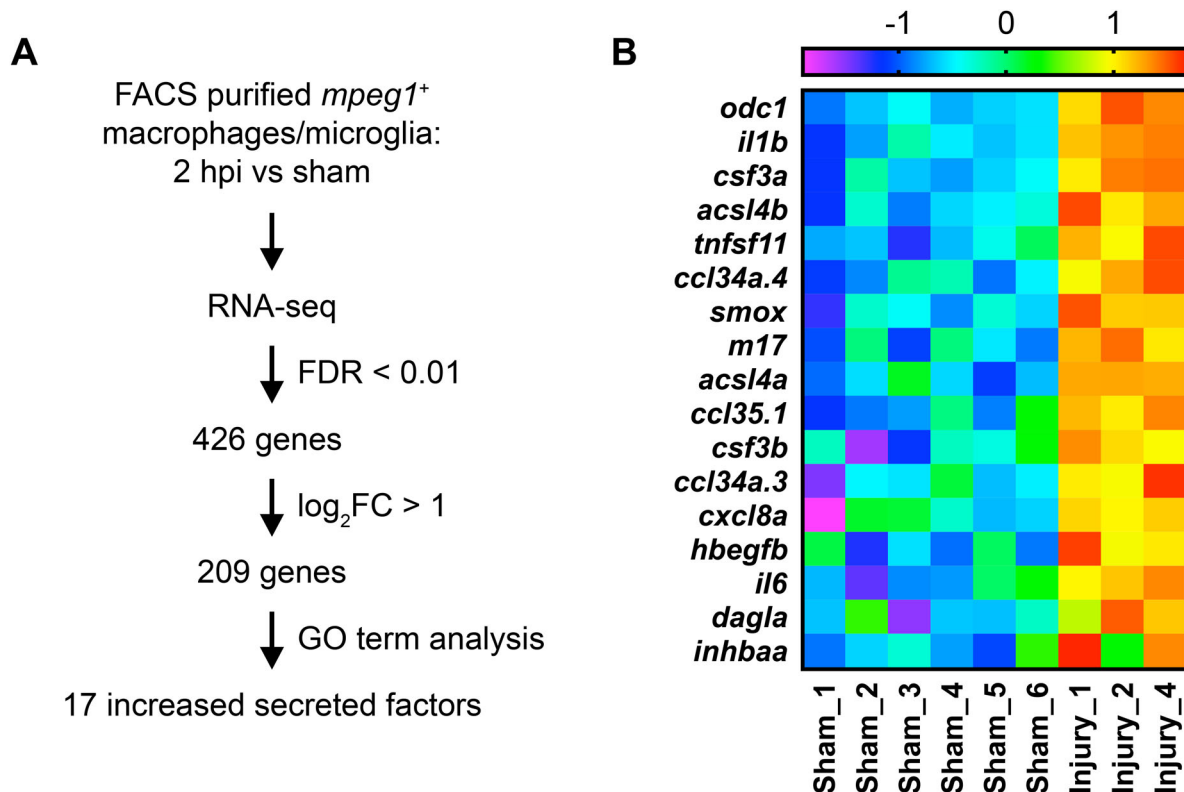 A
FACS purified mpeg1⁺
macrophages/microglia:
2 hpi vs sham
RNA-seq
FDR < 0.01
426 genes
log₂FC > 1
209 genes
GO term analysis
17 increased secreted factors
B
-1 0 1
odc1
il1b
csf3a
acsl4b
tnfsf11
ccl34a.4
smox
m17
acsl4a
ccl35.1
csf3b
ccl34a.3
cxcl8a
hbegfb
il6
dagla
inhbaa
Sham_1
Sham_2
Sham_3
Sham_4
Sham_5
Sham_6
Injury_1
Injury_2
Injury_4